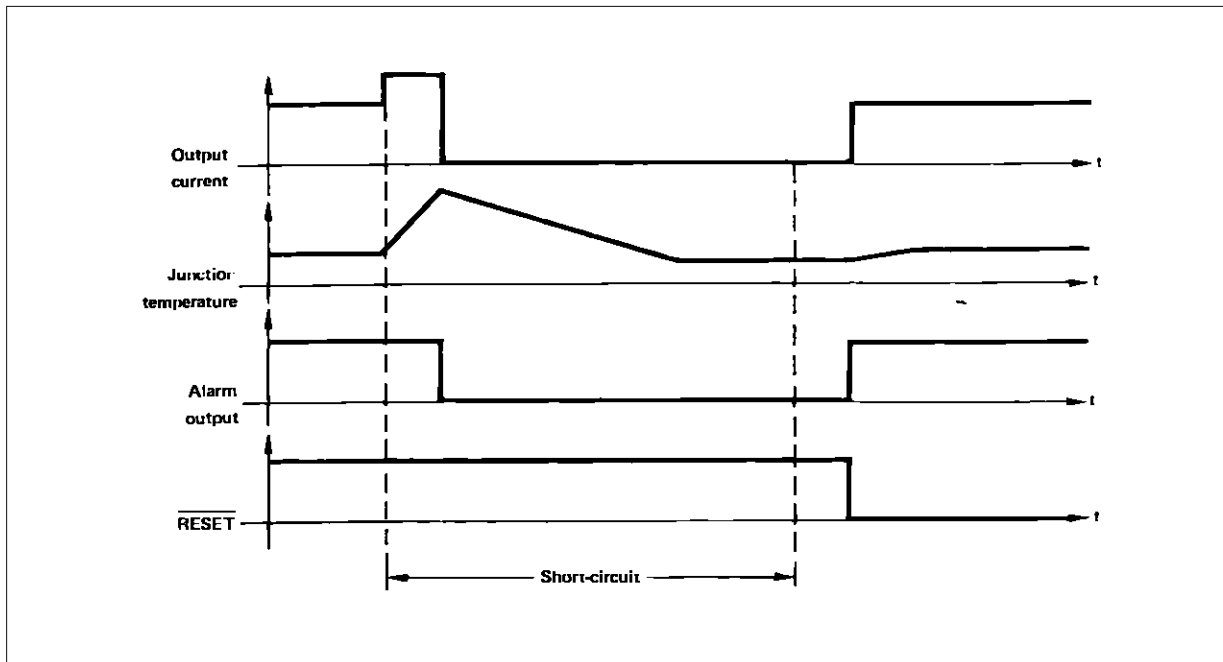 Output
current
t
Junction
temperature
t
Alarm
output
t
RESET
t
Short-circuit